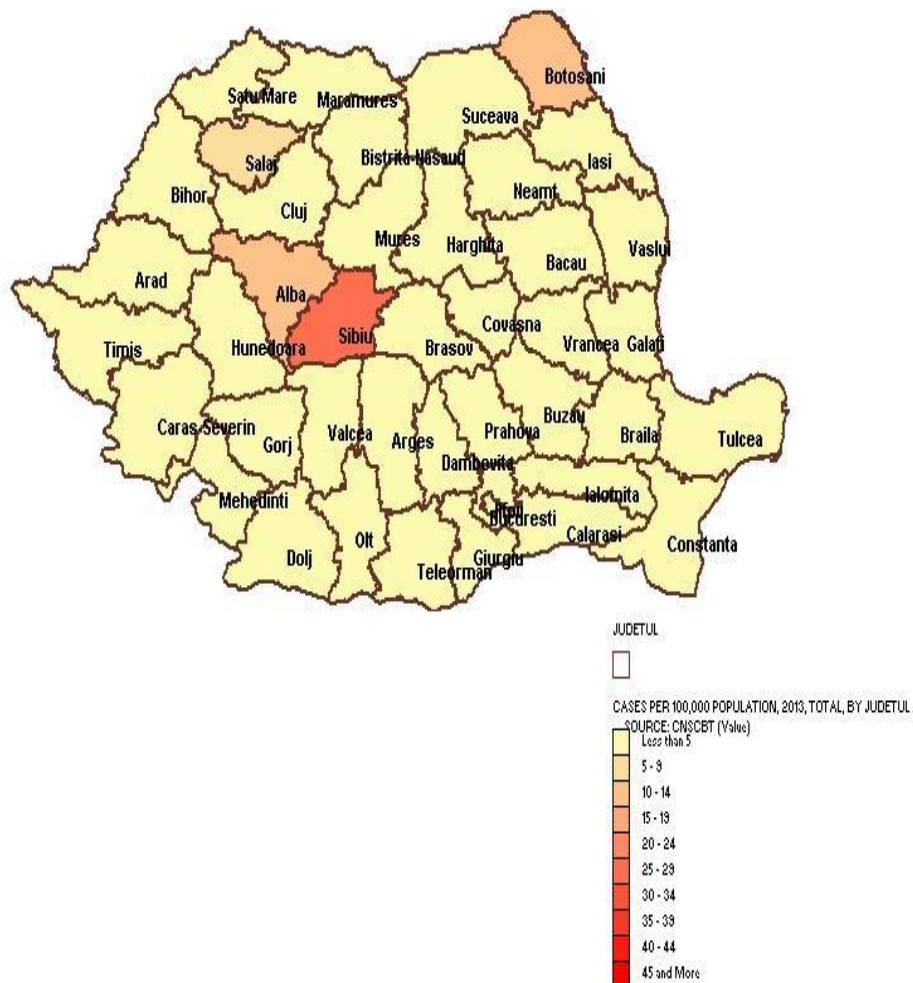 Botosani
Satu Mare
Maramures
Suceava
Salaj
Bistrita-Nasaud
Iasi
Bihor
Cluj
Neamt
Mures
Harghita
Vaslui
Bacau
Arad
Alba
Covasna
Timis
Hunedoara
Sibiu
Brasov
Vrancea
Galati
Caras-Severin
Gorj
Valcea
Arges
Prahova
Buzau
Braila
Tulcea
Dambovita
Mehedinti
Ialomita
Bucuresti
Calarasi
Constanta
Dolj
Olt
Teleorman
Giurgiu
JUDETUL
CASES PER 100,000 POPULATION, 2013, TOTAL, BY JUDETUL
SOURCE: CNSCBT (Value)
Less than 5
5 - 9
10 - 14
15 - 19
20 - 24
25 - 29
30 - 34
35 - 39
40 - 44
45 and More